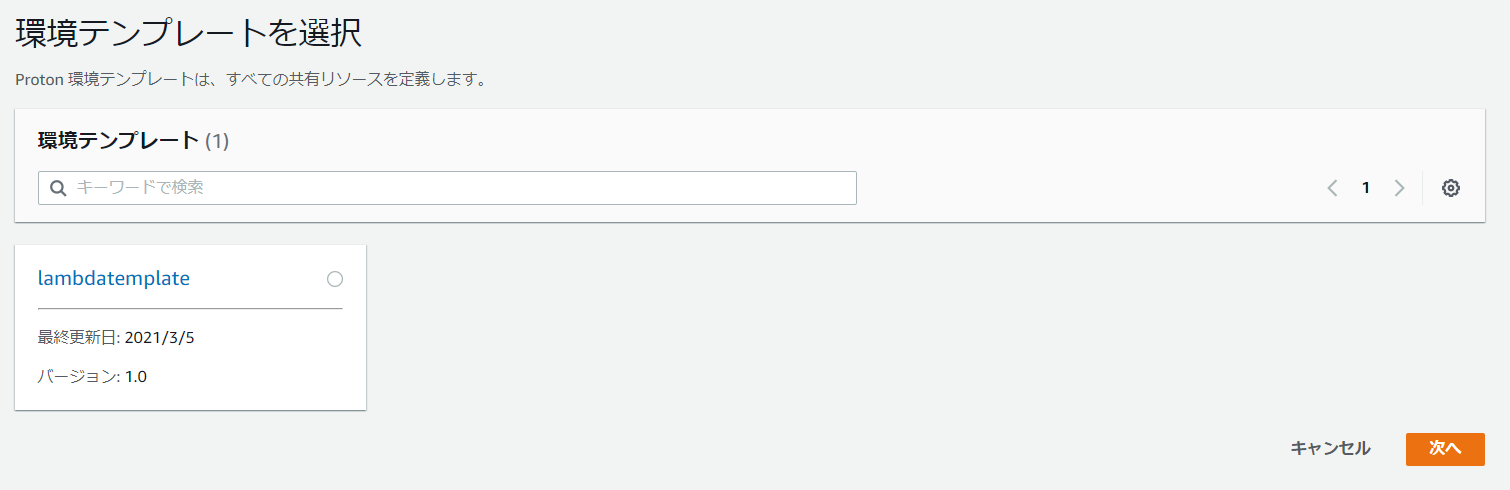 環境テンプレートを選択
Proton 環境テンプレートは、すべての共有リソースを定義します。
環境テンプレート (1)
キーワードで検索
1
lambdatemplate
最終更新日: 2021/3/5
バージョン: 1.0
キャンセル
次へ